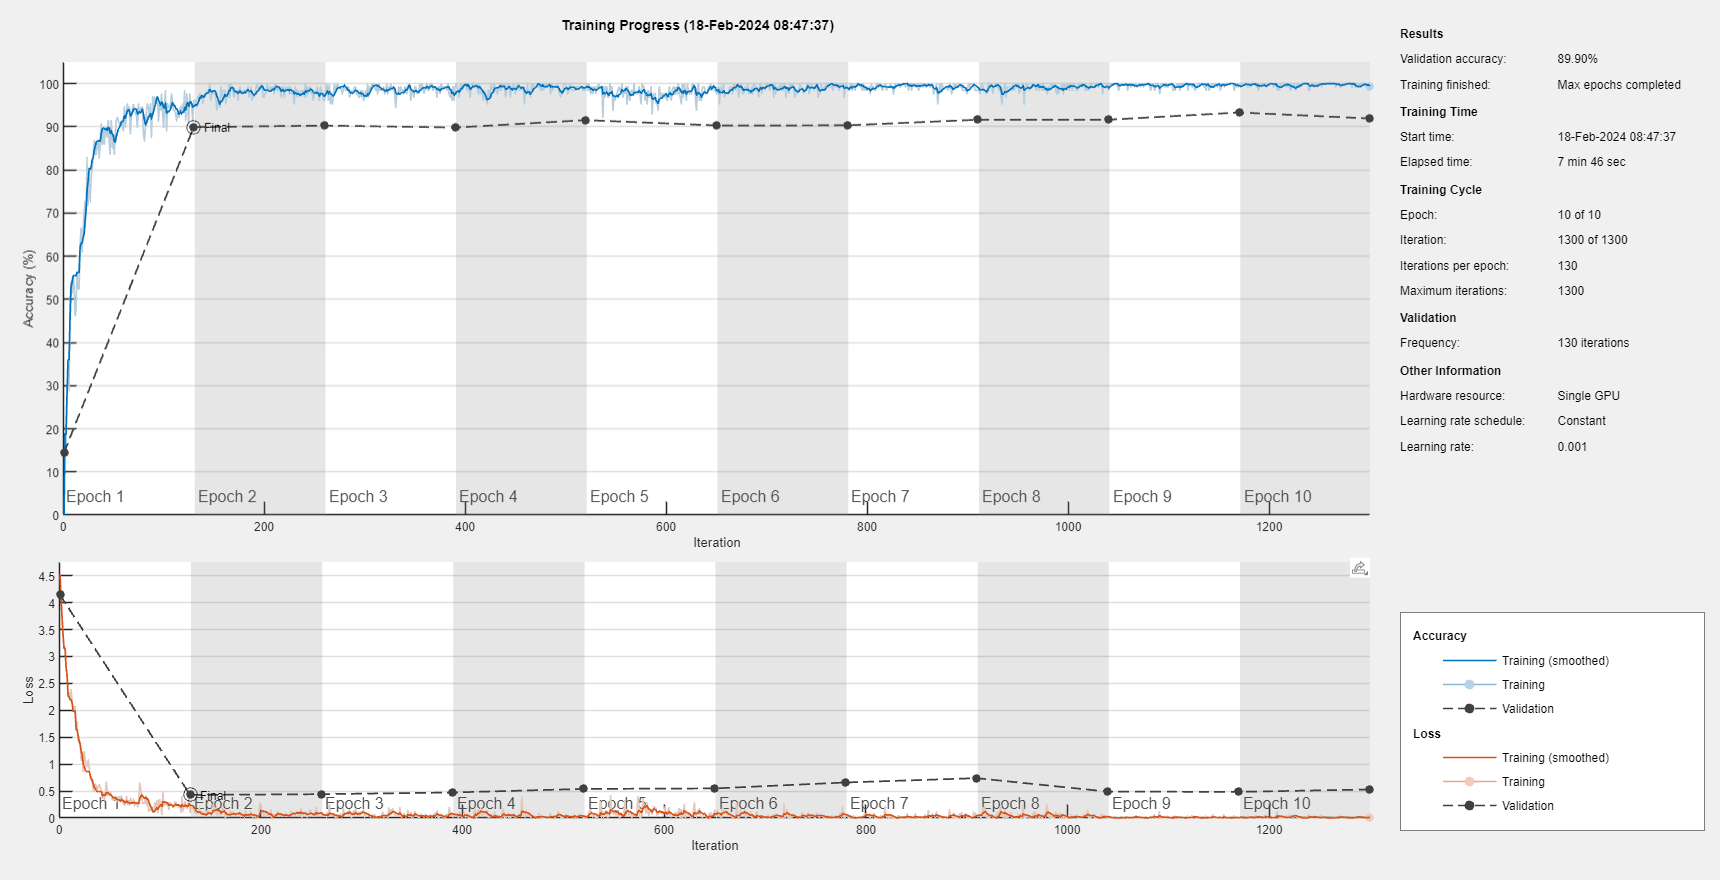 Training Progress (18-Feb-2024 08:47:37)
100
90
80
70
60
50
40
30
20
10
0
Accuracy (%)
Final
Epoch 1
Epoch 2
Epoch 3
Epoch 4
Epoch 5
Epoch 6
Epoch 7
Epoch 8
Epoch 9
Epoch 10
0
200
400
600
800
1000
1200
Iteration
4.5
4
3.5
3
2.5
2
1.5
1
0.5
0
Loss
Final
Epoch 1
Epoch 2
Epoch 3
Epoch 4
Epoch 5
Epoch 6
Epoch 7
Epoch 8
Epoch 9
Epoch 10
0
200
400
600
800
1000
1200
Iteration
Results
Validation accuracy: 89.90%
Training finished: Max epochs completed
Training Time
Start time: 18-Feb-2024 08:47:37
Elapsed time: 7 min 46 sec
Training Cycle
Epoch: 10 of 10
Iteration: 1300 of 1300
Iterations per epoch: 130
Maximum iterations: 1300
Validation
Frequency: 130 iterations
Other Information
Hardware resource: Single GPU
Learning rate schedule: Constant
Learning rate: 0.001
Accuracy
Training (smoothed)
Training
Validation
Loss
Training (smoothed)
Training
Validation